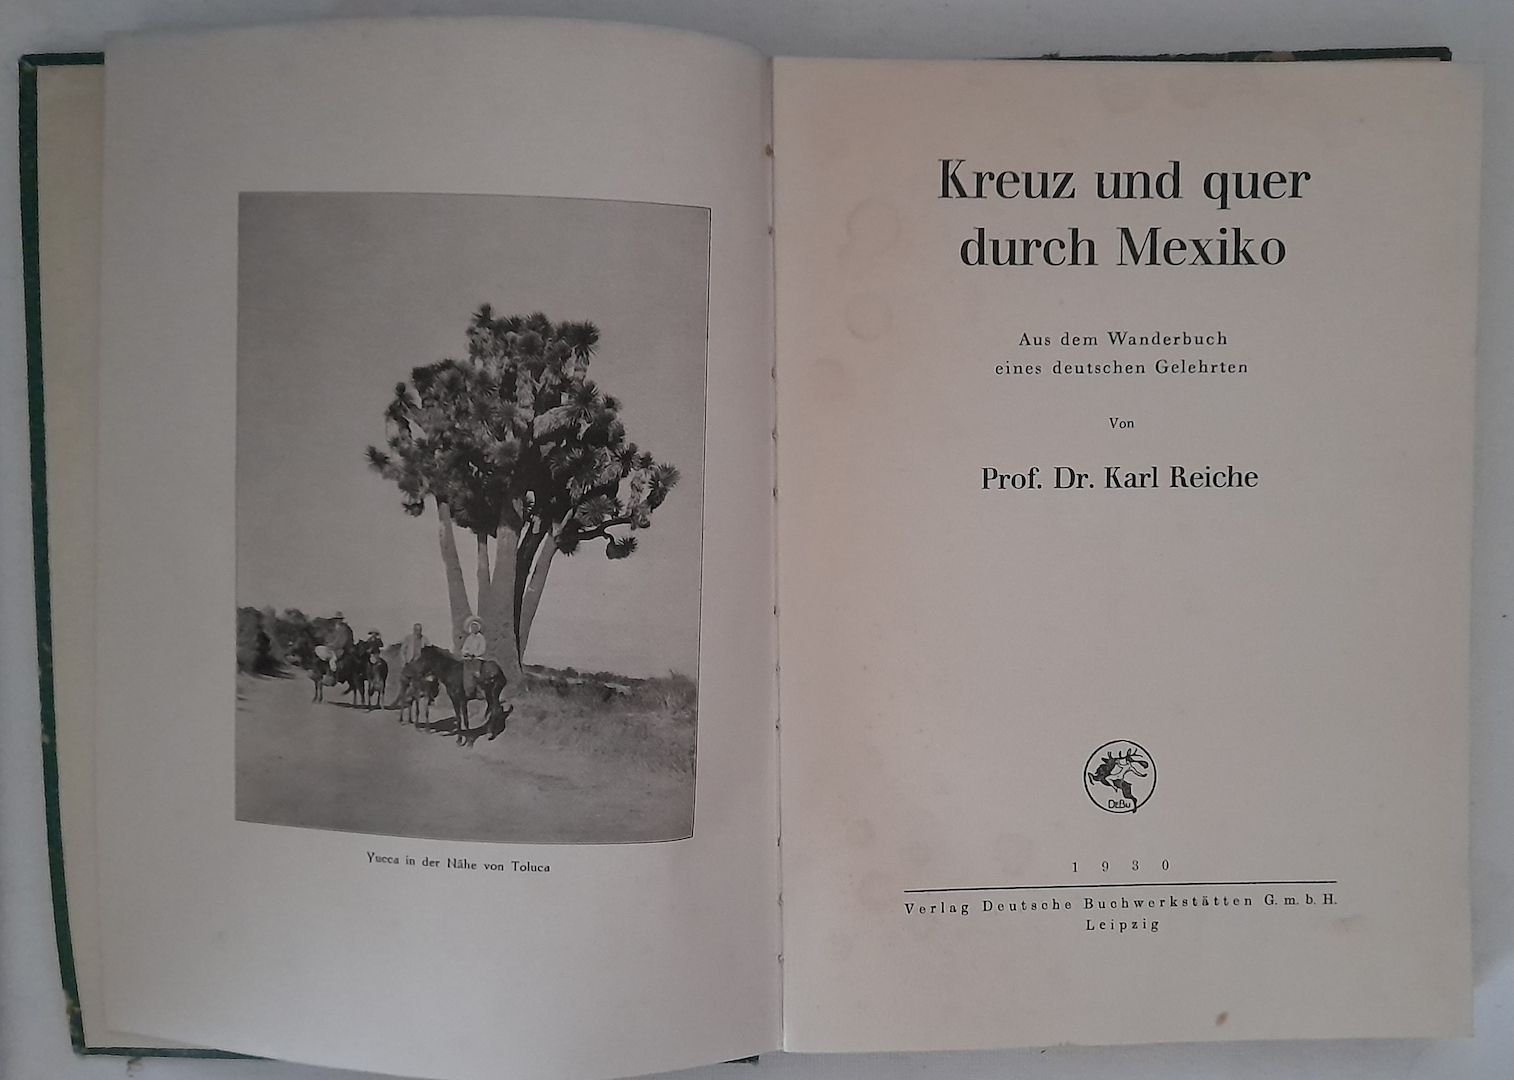 Yucca in der Nähe von Toluca
Kreuz und quer
durch Mexiko
Aus dem Wanderbuch
eines deutschen Gelehrten
Von
Prof. Dr. Karl Reiche
DeBu
1930
Verlag Deutsche Buchwerkstätten G. m. b. H.
Leipzig